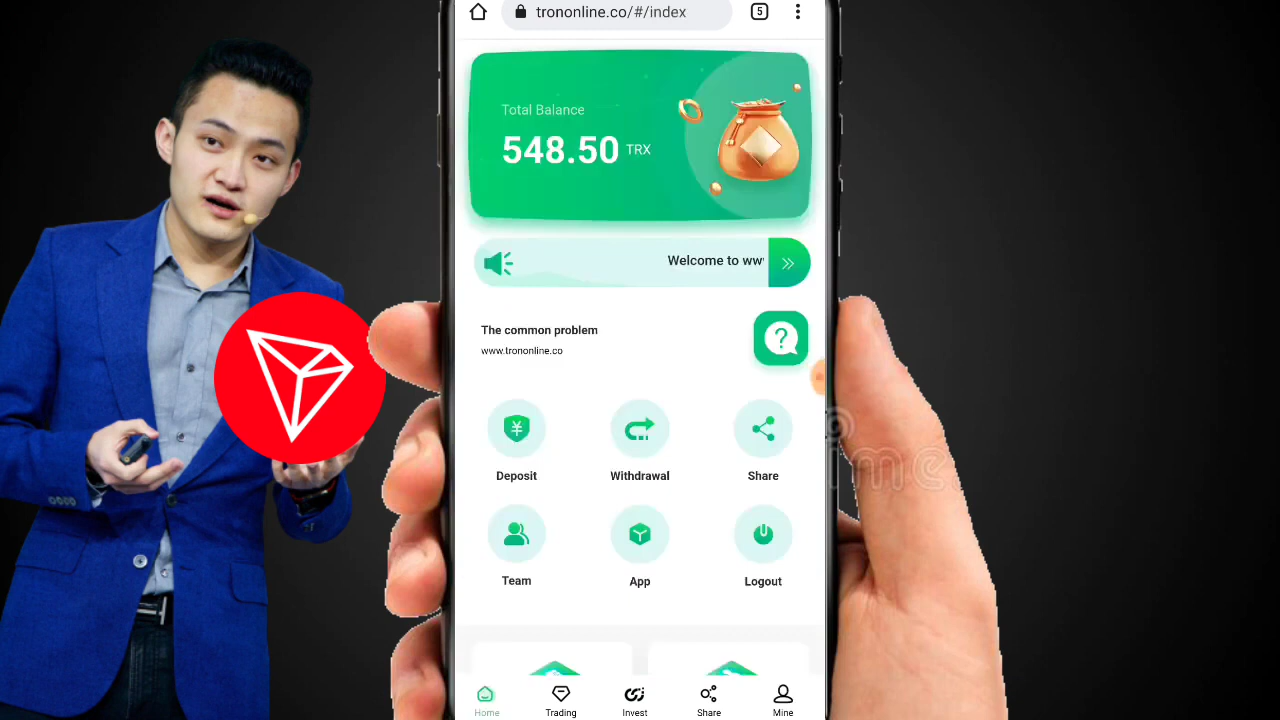 trononline.co/#/index
5
Total Balance
548.50 TRX
Welcome to ww
The common problem
www.trononline.co
¥
?
Deposit
Withdrawal
Share
Team
App
Logout
Home
Trading
Invest
Share
Mine